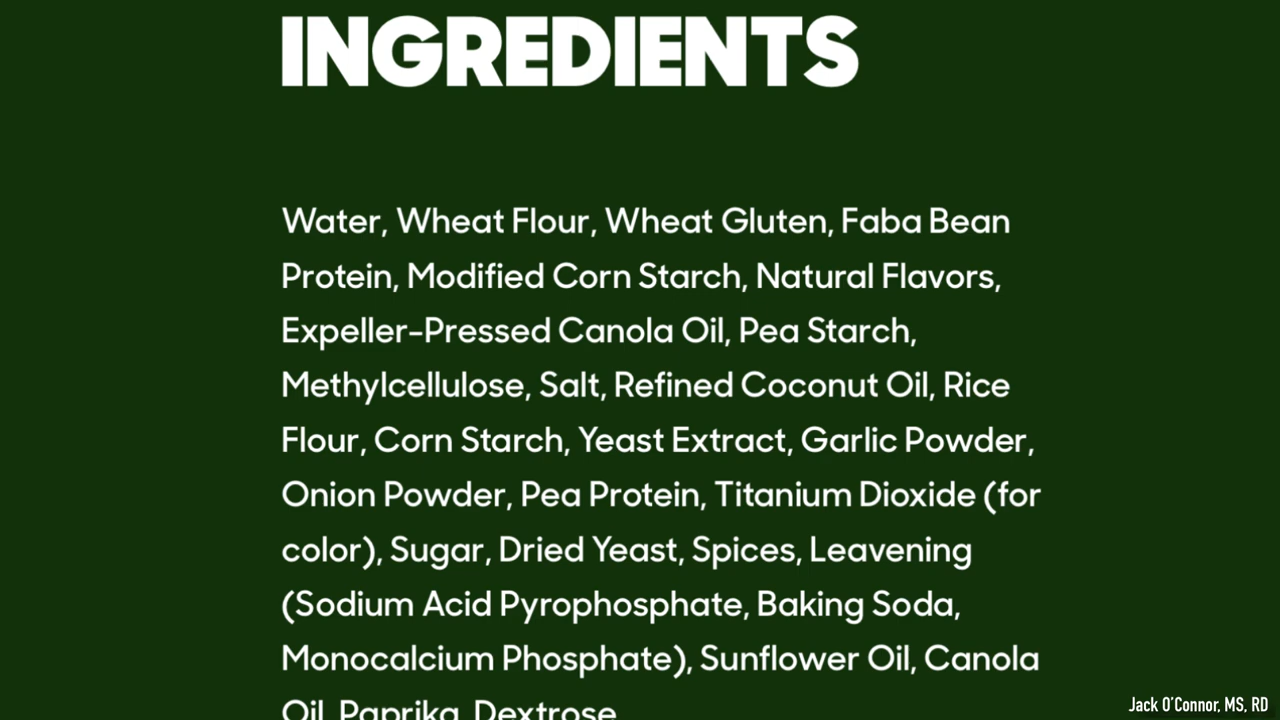 INGREDIENTS
Water, Wheat Flour, Wheat Gluten, Faba Bean
Protein, Modified Corn Starch, Natural Flavors,
Expeller-Pressed Canola Oil, Pea Starch,
Methylcellulose, Salt, Refined Coconut Oil, Rice
Flour, Corn Starch, Yeast Extract, Garlic Powder,
Onion Powder, Pea Protein, Titanium Dioxide (for
color), Sugar, Dried Yeast, Spices, Leavening
(Sodium Acid Pyrophosphate, Baking Soda,
Monocalcium Phosphate), Sunflower Oil, Canola
Oil, Paprika, Dextrose
Jack O'Connor, MS, RD